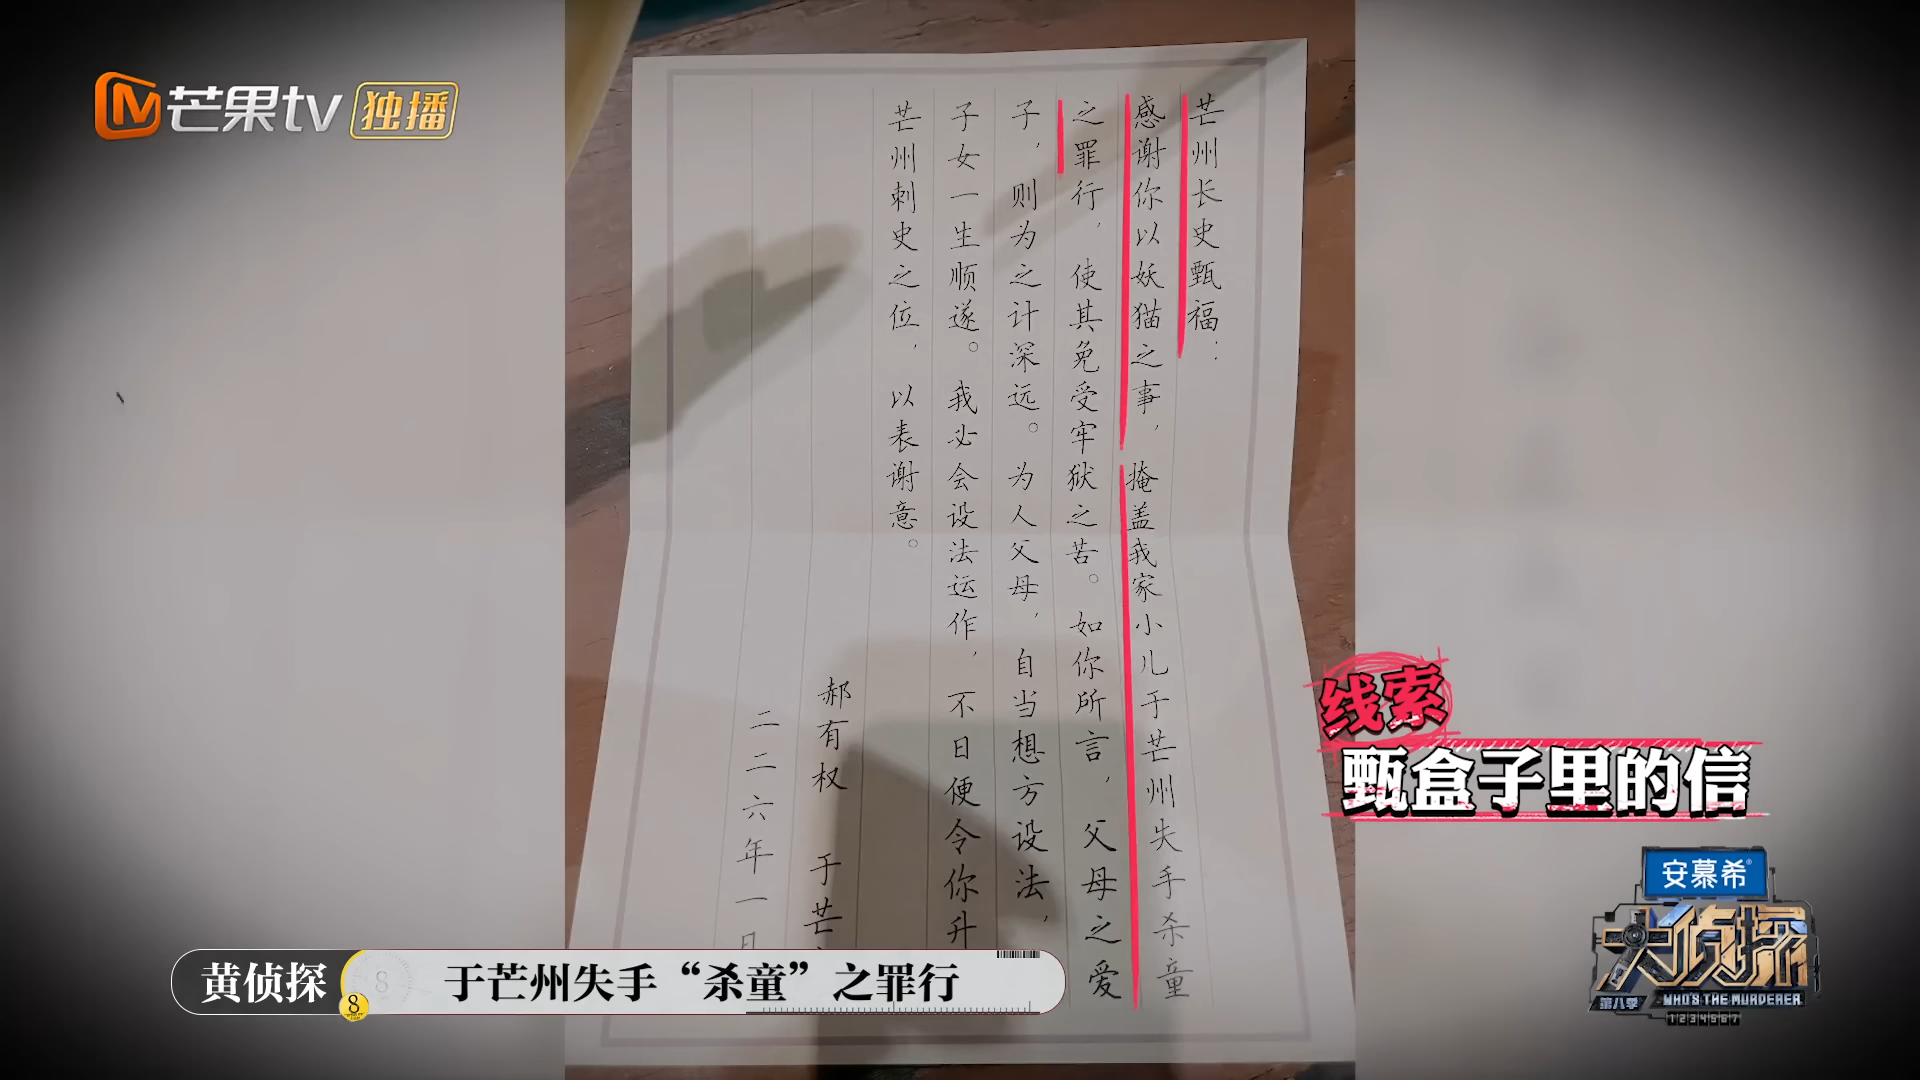 芒果tv 独播
芒州长史甄福：
感谢你以妖猫之事，掩盖我家小儿于芒州失手杀童
之罪行，使其免受牢狱之苦。如你所言，父母之爱
子，则为之计深远。为人父母，自当想方设法，
子女一生顺遂。我必会设法运作，不日便令你升
芒州刺史之位，以表谢意。
郝有权 于芒
二二六年一月
线索
甄盒子里的信
安慕希
大侦探
第八季 WHO'S THE MURDERER
1234567
黄侦探 8 于芒州失手“杀童”之罪行